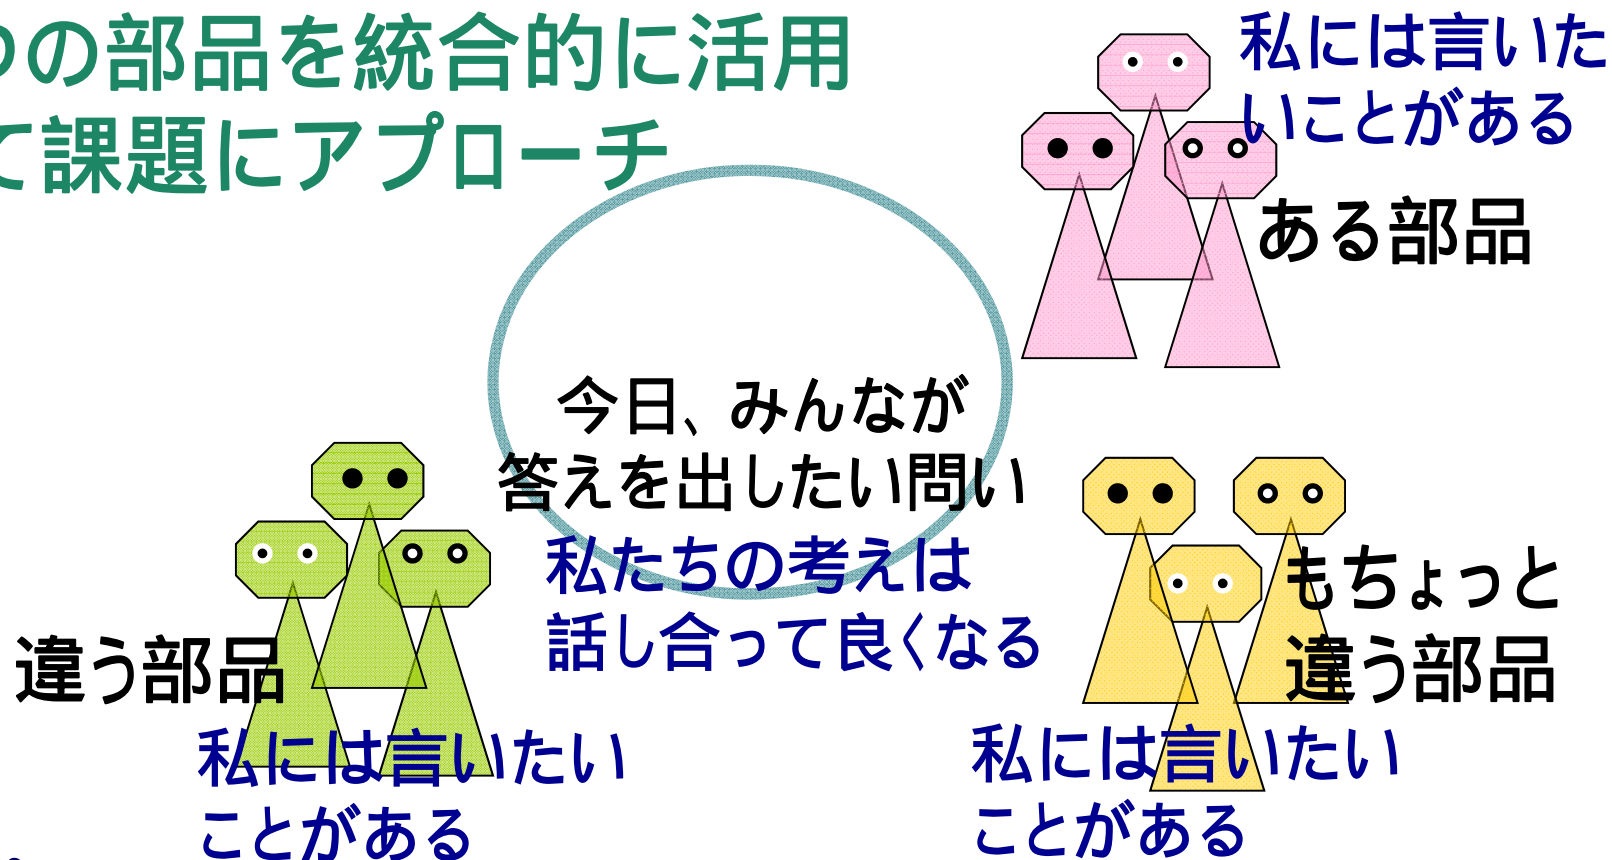 の部品を統合的に活用
て課題にアプローチ
私には言いた
いことがある
ある部品
今日、みんなが
答えを出したい問い
私たちの考えは
話し合って良くなる
もちょっと
違う部品
違う部品
私には言いたい
ことがある
私には言いたい
ことがある